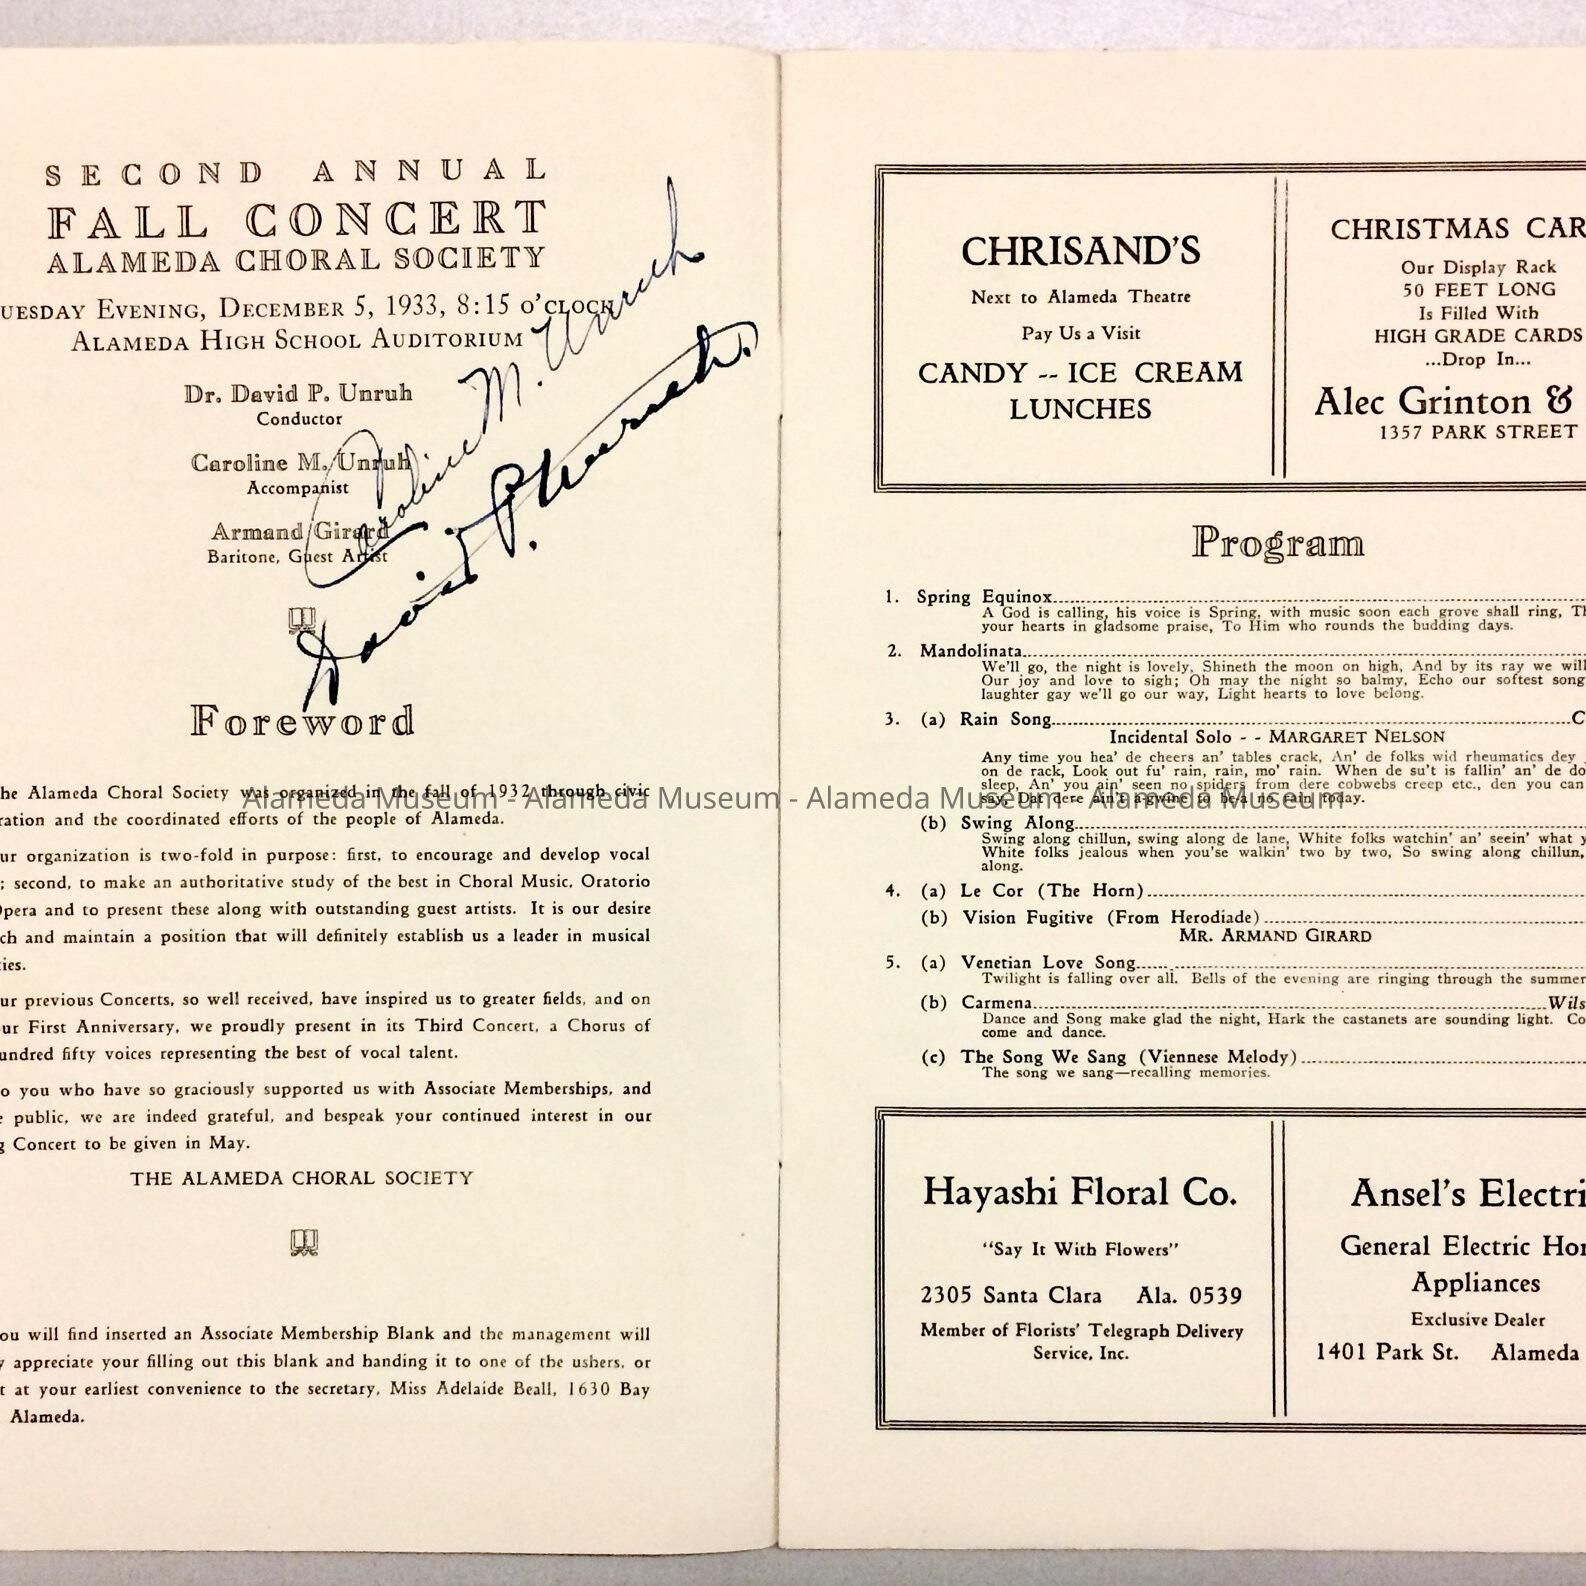 SECOND ANNUAL
FALL CONCERT
ALAMEDA CHORAL SOCIETY
UESDAY EVENING, DECEMBER 5, 1933, 8:15 O'CLOCK
ALAMEDA HIGH SCHOOL AUDITORIUM
Dr. David P. Unruh
Conductor
Caroline M. Unruh
Accompanist
Armand Girard
Baritone, Guest Artist
Caroline M. Unruh
David P. Unruh.
Foreword
he Alameda Choral Society was organized in the fall of 1932 through civic
ration and the coordinated efforts of the people of Alameda.
ur organization is two-fold in purpose: first, to encourage and develop vocal
; second, to make an authoritative study of the best in Choral Music, Oratorio
pera and to present these along with outstanding guest artists. It is our desire
ch and maintain a position that will definitely establish us a leader in musical
ties.
ur previous Concerts, so well received, have inspired us to greater fields, and on
ur First Anniversary, we proudly present in its Third Concert, a Chorus of
undred fifty voices representing the best of vocal talent.
o you who have so graciously supported us with Associate Memberships, and
e public, we are indeed grateful, and bespeak your continued interest in our
g Concert to be given in May.
THE ALAMEDA CHORAL SOCIETY
ou will find inserted an Associate Membership Blank and the management will
y appreciate your filling out this blank and handing it to one of the ushers, or
t at your earliest convenience to the secretary, Miss Adelaide Beall, 1630 Bay
Alameda.
Alameda Museum - Alameda Museum - Alameda Museum - Alameda Museum
CHRISAND'S
Next to Alameda Theatre
Pay Us a Visit
CANDY -- ICE CREAM
LUNCHES
CHRISTMAS CAR
Our Display Rack
50 FEET LONG
Is Filled With
HIGH GRADE CARDS
...Drop In...
Alec Grinton &
1357 PARK STREET
Program
1. Spring Equinox
A God is calling, his voice is Spring, with music soon each grove shall ring, Th
your hearts in gladsome praise, To Him who rounds the budding days.
2. Mandolinata
We'll go, the night is lovely, Shineth the moon on high, And by its ray we will
Our joy and love to sigh; Oh may the night so balmy, Echo our softest song
laughter gay we'll go our way, Light hearts to love belong.
3. (a) Rain Song C
Incidental Solo - - MARGARET NELSON
Any time you hea' de cheers an' tables crack, An' de folks wid rheumatics dey
on de rack, Look out fu' rain, rain, mo' rain. When de su't is fallin' an' de do
sleep, An' you ain' seen no spiders from dere cobwebs creep etc., den you can
say, Dat dere ain't a-gwine to be a no rain today.
(b) Swing Along
Swing along chillun, swing along de lane, White folks watchin' an' seein' what y
White folks jealous when you'se walkin' two by two, So swing along chillun,
along.
4. (a) Le Cor (The Horn)
(b) Vision Fugitive (From Herodiade)
MR. ARMAND GIRARD
5. (a) Venetian Love Song
Twilight is falling over all. Bells of the evening are ringing through the summer
(b) Carmena Wils
Dance and Song make glad the night, Hark the castanets are sounding light. Co
come and dance.
(c) The Song We Sang (Viennese Melody)
The song we sang—recalling memories.
Hayashi Floral Co.
"Say It With Flowers"
2305 Santa Clara Ala. 0539
Member of Florists' Telegraph Delivery
Service, Inc.
Ansel's Electri
General Electric Hom
Appliances
Exclusive Dealer
1401 Park St. Alameda